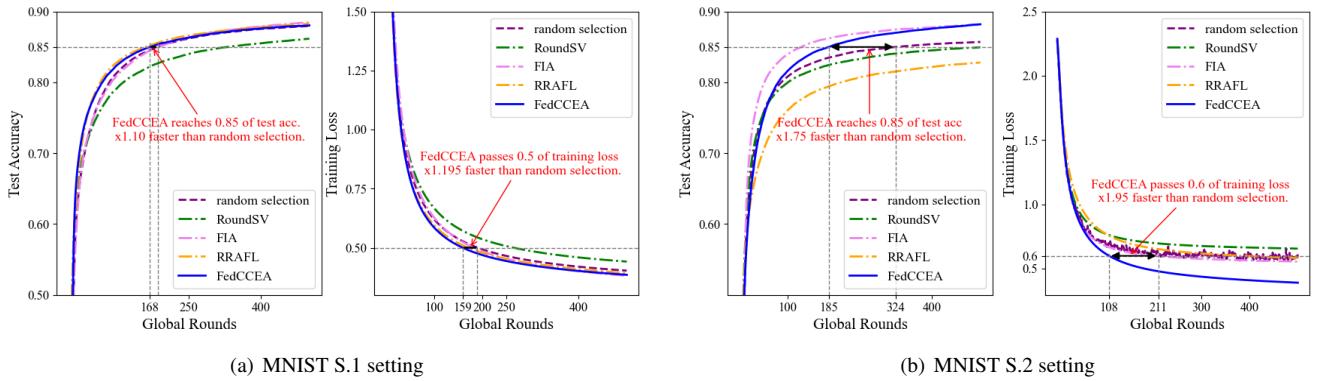 0.90
0.85
0.80
0.70
0.60
0.50
Test Accuracy
168
250
400
Global Rounds
FedCCEA reaches 0.85 of test acc.
x1.10 faster than random selection.
random selection
RoundSV
FIA
RRAFL
FedCCEA
1.50
1.25
1.00
0.75
0.50
Training Loss
100
159
200
250
400
Global Rounds
random selection
RoundSV
FIA
RRAFL
FedCCEA
FedCCEA passes 0.5 of training loss
x1.195 faster than random selection.
(a) MNIST S.1 setting
0.90
0.85
0.80
0.70
0.60
Test Accuracy
100
185
324
400
Global Rounds
FedCCEA reaches 0.85 of test acc
x1.75 faster than random selection.
random selection
RoundSV
FIA
RRAFL
FedCCEA
2.5
2.0
1.5
1.0
0.6
0.5
Training Loss
108
211
300
400
Global Rounds
random selection
RoundSV
FIA
RRAFL
FedCCEA
FedCCEA passes 0.6 of training loss
x1.95 faster than random selection.
(b) MNIST S.2 setting